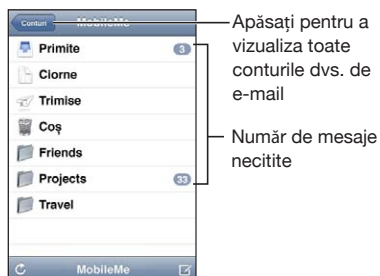 Conturi
MobileMe
Primite 3
Ciorne
Trimise
Coș
Friends
Projects 33
Travel
MobileMe
Apăsați pentru a
vizualiza toate
conturile dvs. de
e-mail
Număr de mesaje
necitite